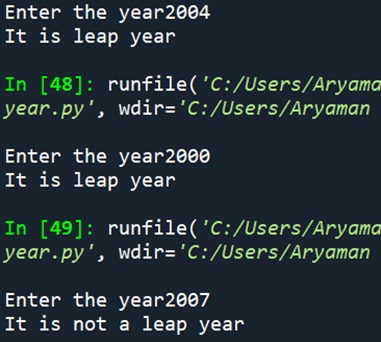 Enter the year2004
It is leap year
In [48]: runfile('C:/Users/Aryama
year.py', wdir='C:/Users/Aryaman
Enter the year2000
It is leap year
In [49]: runfile('C:/Users/Aryama
year.py', wdir='C:/Users/Aryaman
Enter the year2007
It is not a leap year